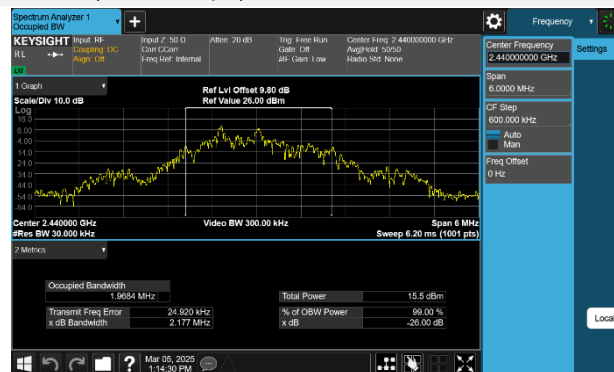 Spectrum Analyzer 1
Occupied BW
Frequency
KEYSIGHT
RL
Input: RF
Coupling: DC
Align: Off
Input Z: 50 Ω
Corr CCorr
Freq Ref: Internal
Atten: 20 dB
Trig: Free Run
Gate: Off
#IF Gain: Low
Center Freq: 2.440000000 GHz
Avg|Hold: 50/50
Radio Std: None
Center Frequency
2.440000000 GHz
Settings
Span
6.0000 MHz
CF Step
600.000 kHz
Auto
Man
Freq Offset
0 Hz
Local
1 Graph
Scale/Div 10.0 dB
Ref Lvl Offset 9.80 dB
Ref Value 26.00 dBm
Log
16.0
6.00
-4.00
-14.0
-24.0
-34.0
-44.0
-54.0
-64.0
Center 2.440000 GHz
#Res BW 30.000 kHz
Video BW 300.00 kHz
Span 6 MHz
Sweep 6.20 ms (1001 pts)
2 Metrics
Occupied Bandwidth
1.9684 MHz
Total Power 15.5 dBm
Transmit Freq Error 24.920 kHz
% of OBW Power 99.00 %
x dB Bandwidth 2.177 MHz
x dB -26.00 dB
?
Mar 05, 2025
1:14:30 PM